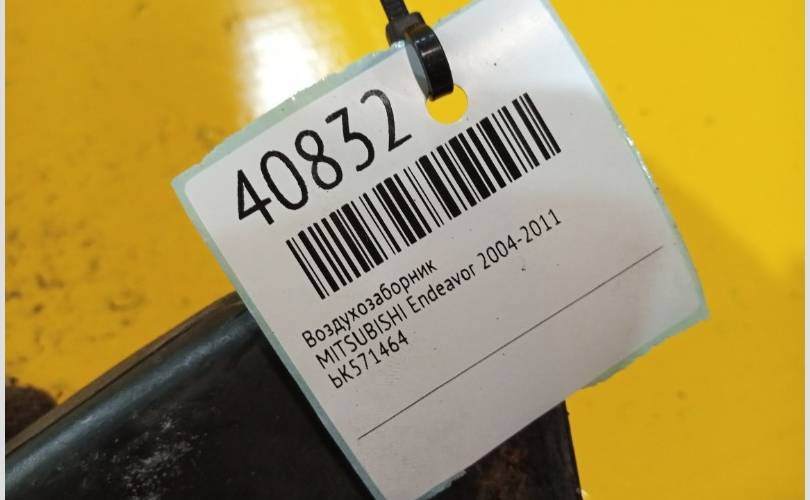 40832
Воздухозаборник
MITSUBISHI Endeavor 2004-2011
ЬК571464